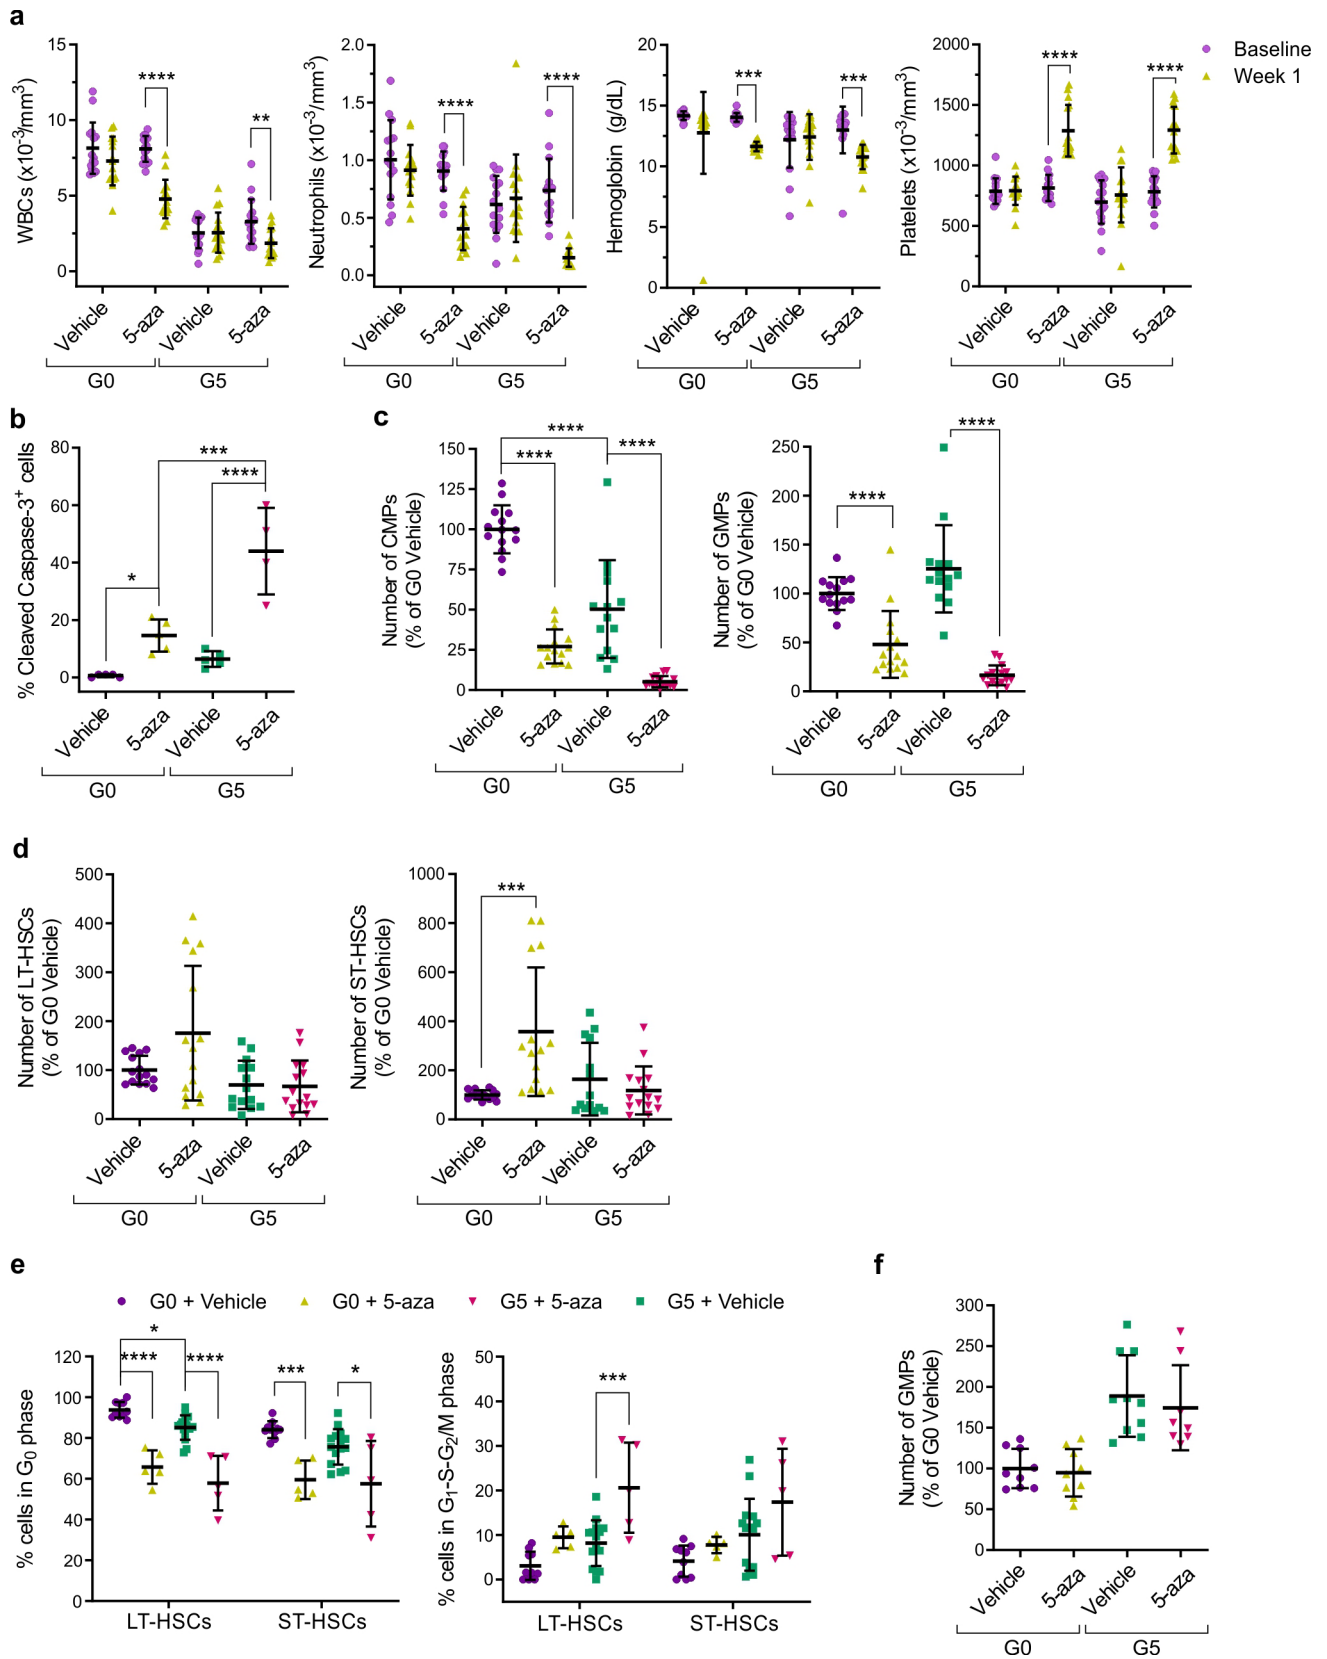 a
WBCs (x10⁻³/mm³)
15
10
5
0
****
**
Vehicle
5-aza
Vehicle
5-aza
G0
G5
Neutrophils (x10⁻³/mm³)
2.0
1.5
1.0
0.5
0.0
****
****
Vehicle
5-aza
Vehicle
5-aza
G0
G5
Hemoglobin (g/dL)
20
15
10
5
0
***
***
Vehicle
5-aza
Vehicle
5-aza
G0
G5
Platelets (x10⁻³/mm³)
2000
1500
1000
500
0
****
****
Vehicle
5-aza
Vehicle
5-aza
G0
G5
Baseline
Week 1
b
% Cleaved Caspase-3⁺ cells
80
60
40
20
0
***
****
*
Vehicle
5-aza
Vehicle
5-aza
G0
G5
c
Number of CMPs
(% of G0 Vehicle)
150
125
100
75
50
25
0
****
****
****
Vehicle
5-aza
Vehicle
5-aza
G0
G5
Number of GMPs
(% of G0 Vehicle)
250
200
150
100
50
0
****
****
Vehicle
5-aza
Vehicle
5-aza
G0
G5
d
Number of LT-HSCs
(% of G0 Vehicle)
500
400
300
200
100
0
Vehicle
5-aza
Vehicle
5-aza
G0
G5
Number of ST-HSCs
(% of G0 Vehicle)
1000
800
600
400
200
0
***
Vehicle
5-aza
Vehicle
5-aza
G0
G5
e
G0 + Vehicle
G0 + 5-aza
G5 + 5-aza
G5 + Vehicle
% cells in G₀ phase
120
100
80
60
40
20
0
*
****
****
***
*
LT-HSCs
ST-HSCs
% cells in G₁-S-G₂/M phase
50
40
30
20
10
0
***
LT-HSCs
ST-HSCs
f
Number of GMPs
(% of G0 Vehicle)
300
250
200
150
100
50
0
Vehicle
5-aza
Vehicle
5-aza
G0
G5